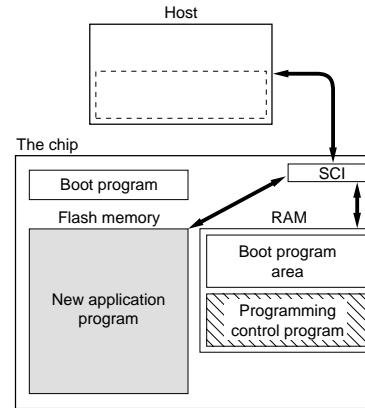 Host
The chip
SCI
Boot program
Flash memory
RAM
Boot program
area
New application
program
Programming
control program